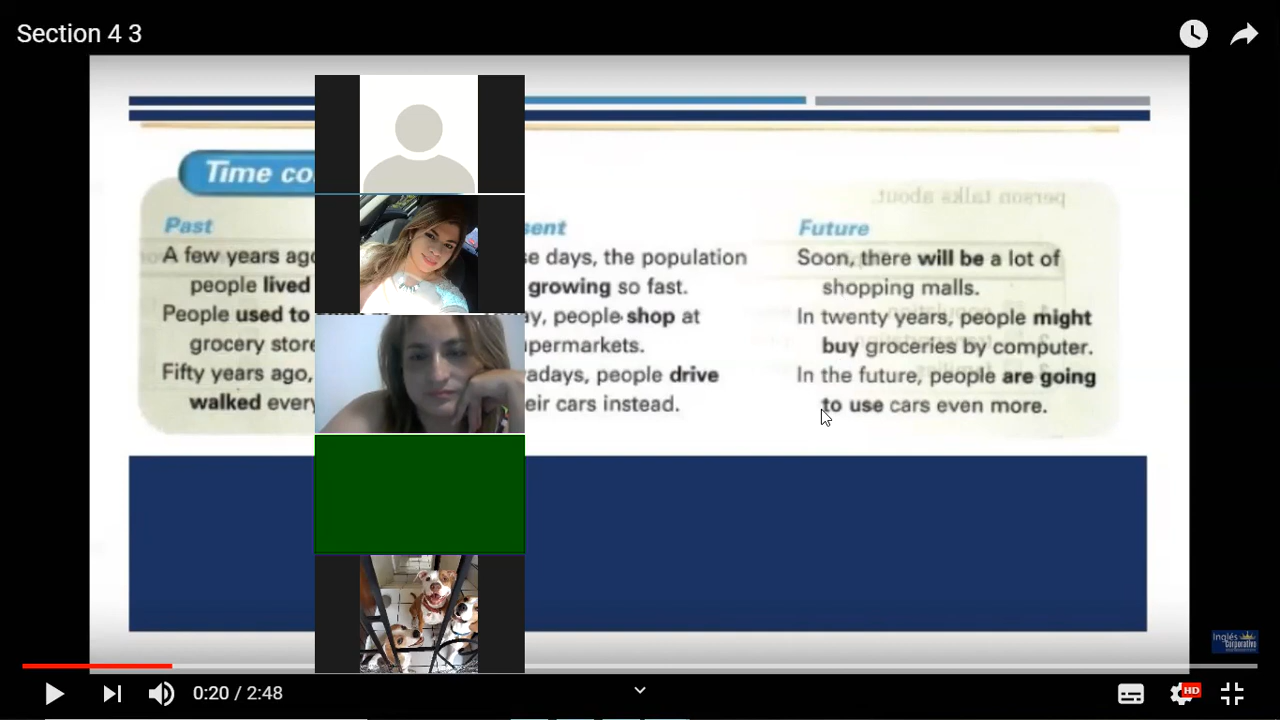 Section 4 3
Time co
Past
A few years ago
people lived
People used to
grocery store
Fifty years ago,
walked every
sent
se days, the population
growing so fast.
ay, people shop at
permarkets.
adays, people drive
eir cars instead.
Future
Soon, there will be a lot of
shopping malls.
In twenty years, people might
buy groceries by computer.
In the future, people are going
to use cars even more.
Inglés
Corporativo
0:20 / 2:48
HD